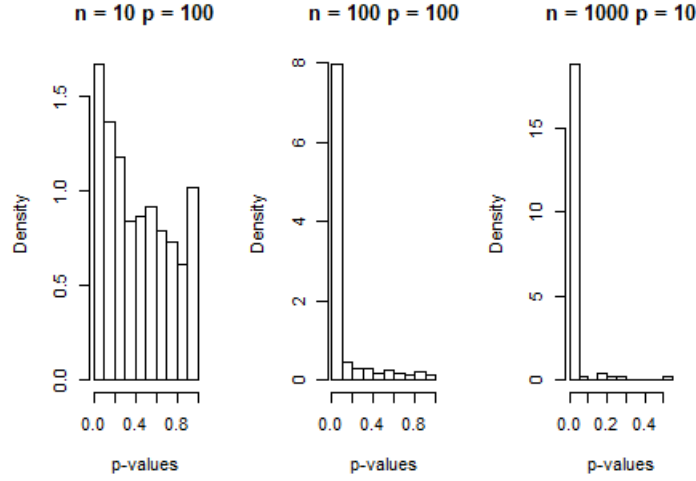 n = 10 p = 100
n = 100 p = 100
n = 1000 p = 10
Density
0.0
0.5
1.0
1.5
0.0 0.4 0.8
p-values
Density
0
2
4
6
8
0.0 0.4 0.8
p-values
Density
0
5
10
15
0.0 0.2 0.4
p-values